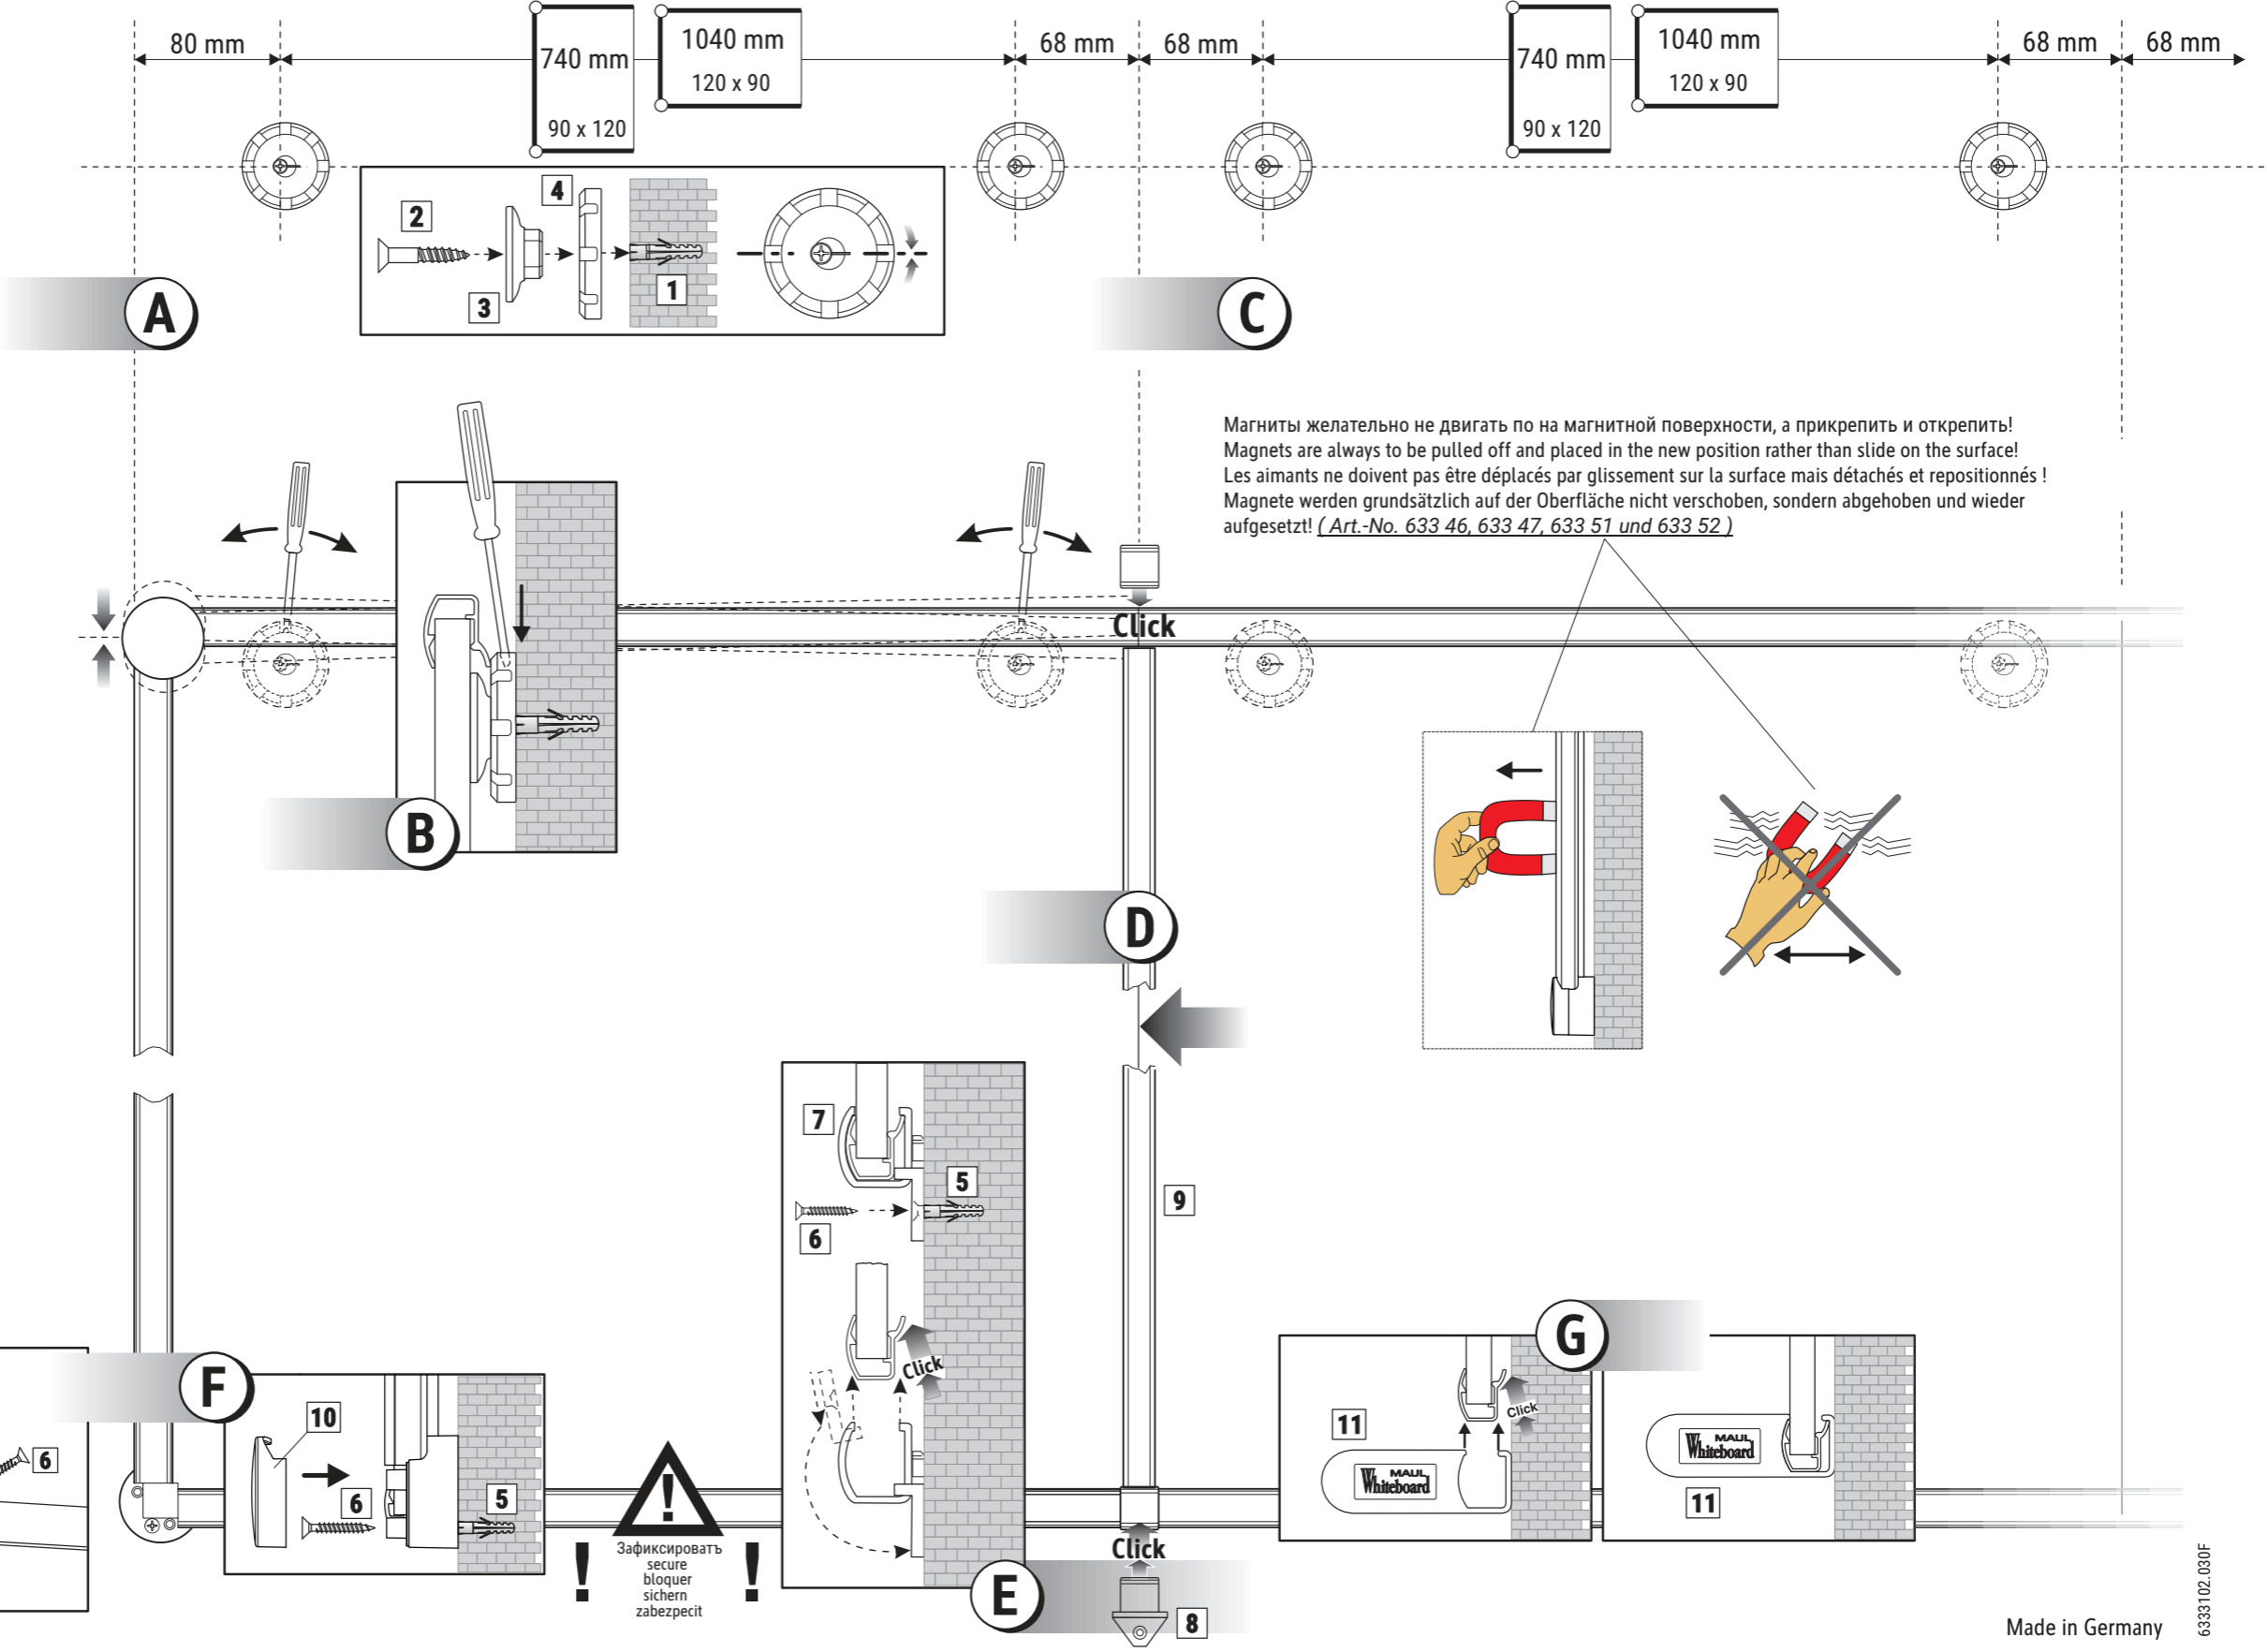 80 mm
740 mm
90 x 120
1040 mm
120 x 90
68 mm
68 mm
740 mm
90 x 120
1040 mm
120 x 90
68 mm
68 mm
A
2
3
4
1
C
Магниты желательно не двигать по на магнитной поверхности, а прикрепить и открепить!
Magnets are always to be pulled off and placed in the new position rather than slide on the surface!
Les aimants ne doivent pas être déplacés par glissement sur la surface mais détachés et repositionnés !
Magnete werden grundsätzlich auf der Oberfläche nicht verschoben, sondern abgehoben und wieder
aufgesetzt! ( Art.-No. 633 46, 633 47, 633 51 und 633 52 )
Click
B
D
7
5
6
9
Click
F
10
6
5
6
!
! Зафиксироватъ !
secure
bloquer
sichern
zabezpecit
E
Click
8
G
11
Click
MAUL
Whiteboard
MAUL
Whiteboard
11
Made in Germany
6333102.030F